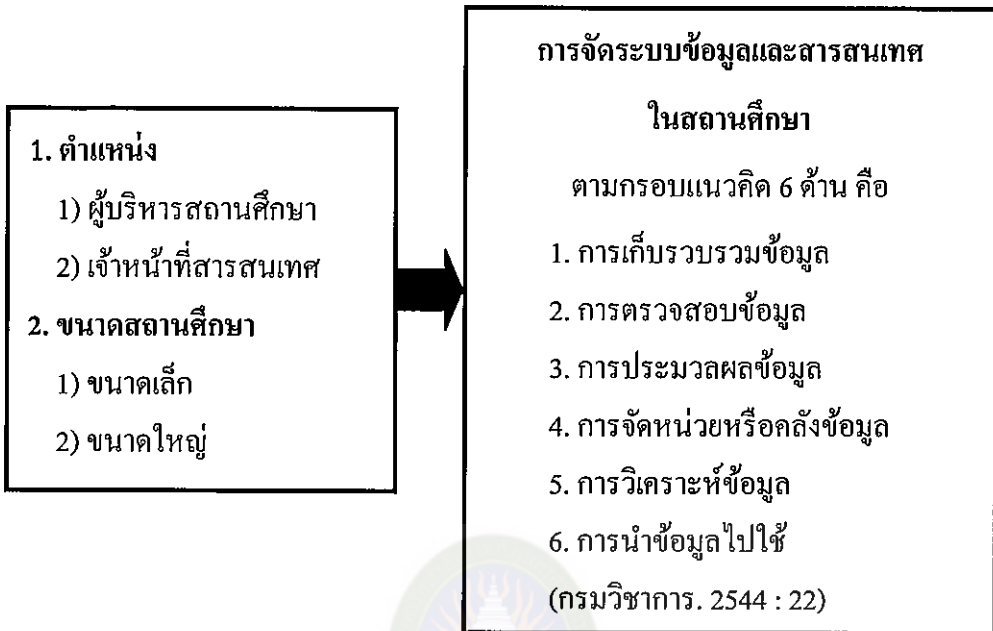 1. ตำแหน่ง
1) ผู้บริหารสถานศึกษา
2) เจ้าหน้าที่สารสนเทศ
2. ขนาดสถานศึกษา
1) ขนาดเล็ก
2) ขนาดใหญ่
การจัดระบบข้อมูลและสารสนเทศ
ในสถานศึกษา
ตามกรอบแนวคิด 6 ด้าน คือ
1. การเก็บรวบรวมข้อมูล
2. การตรวจสอบข้อมูล
3. การประมวลผลข้อมูล
4. การจัดหน่วยหรือคลังข้อมูล
5. การวิเคราะห์ข้อมูล
6. การนำข้อมูลไปใช้
(กรมวิชาการ. 2544 : 22)